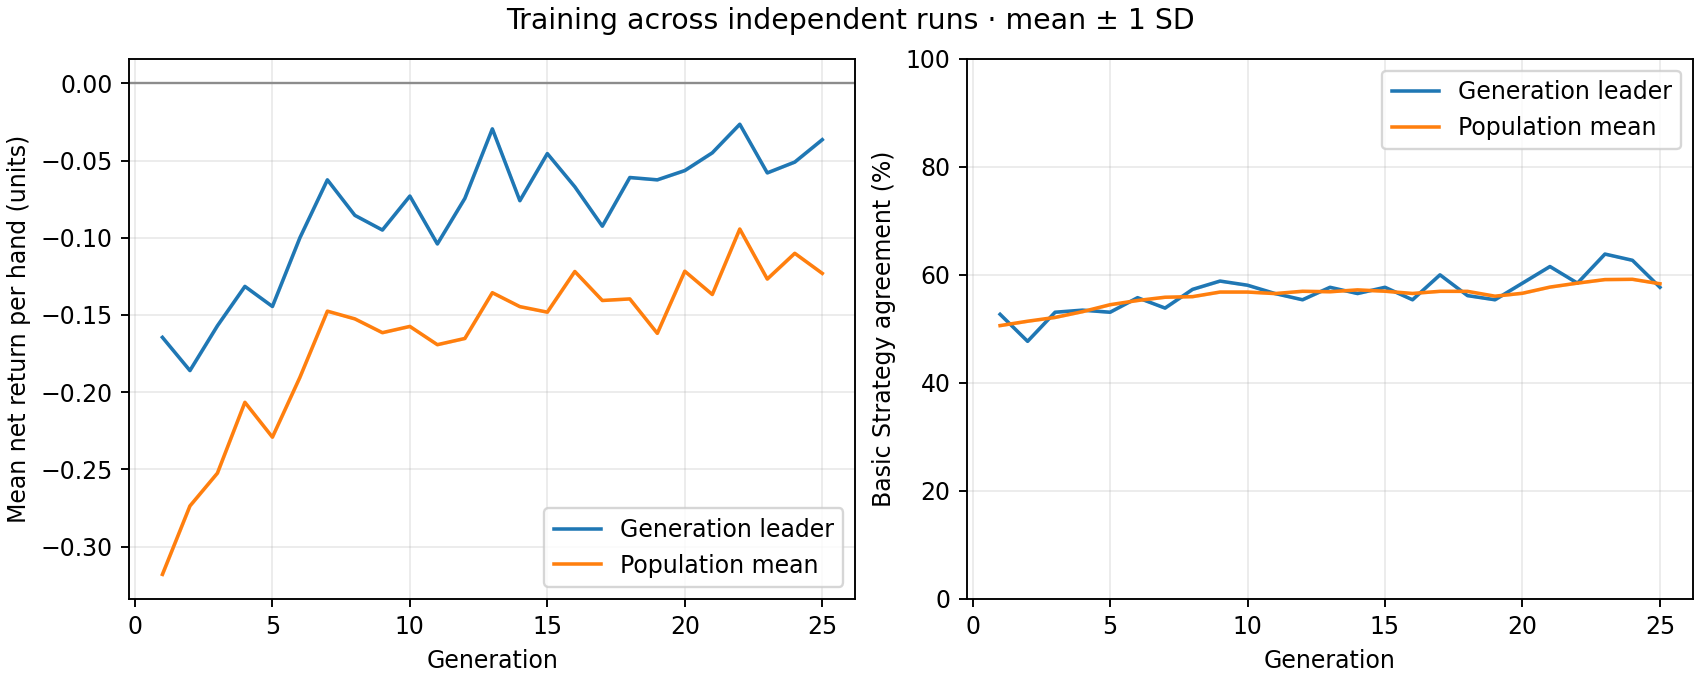 Training across independent runs · mean ± 1 SD
Mean net return per hand (units)
0.00
−0.05
−0.10
−0.15
−0.20
−0.25
−0.30
Generation leader
Population mean
0 5 10 15 20 25
Generation
Basic Strategy agreement (%)
100
80
60
40
20
0
Generation leader
Population mean
0 5 10 15 20 25
Generation